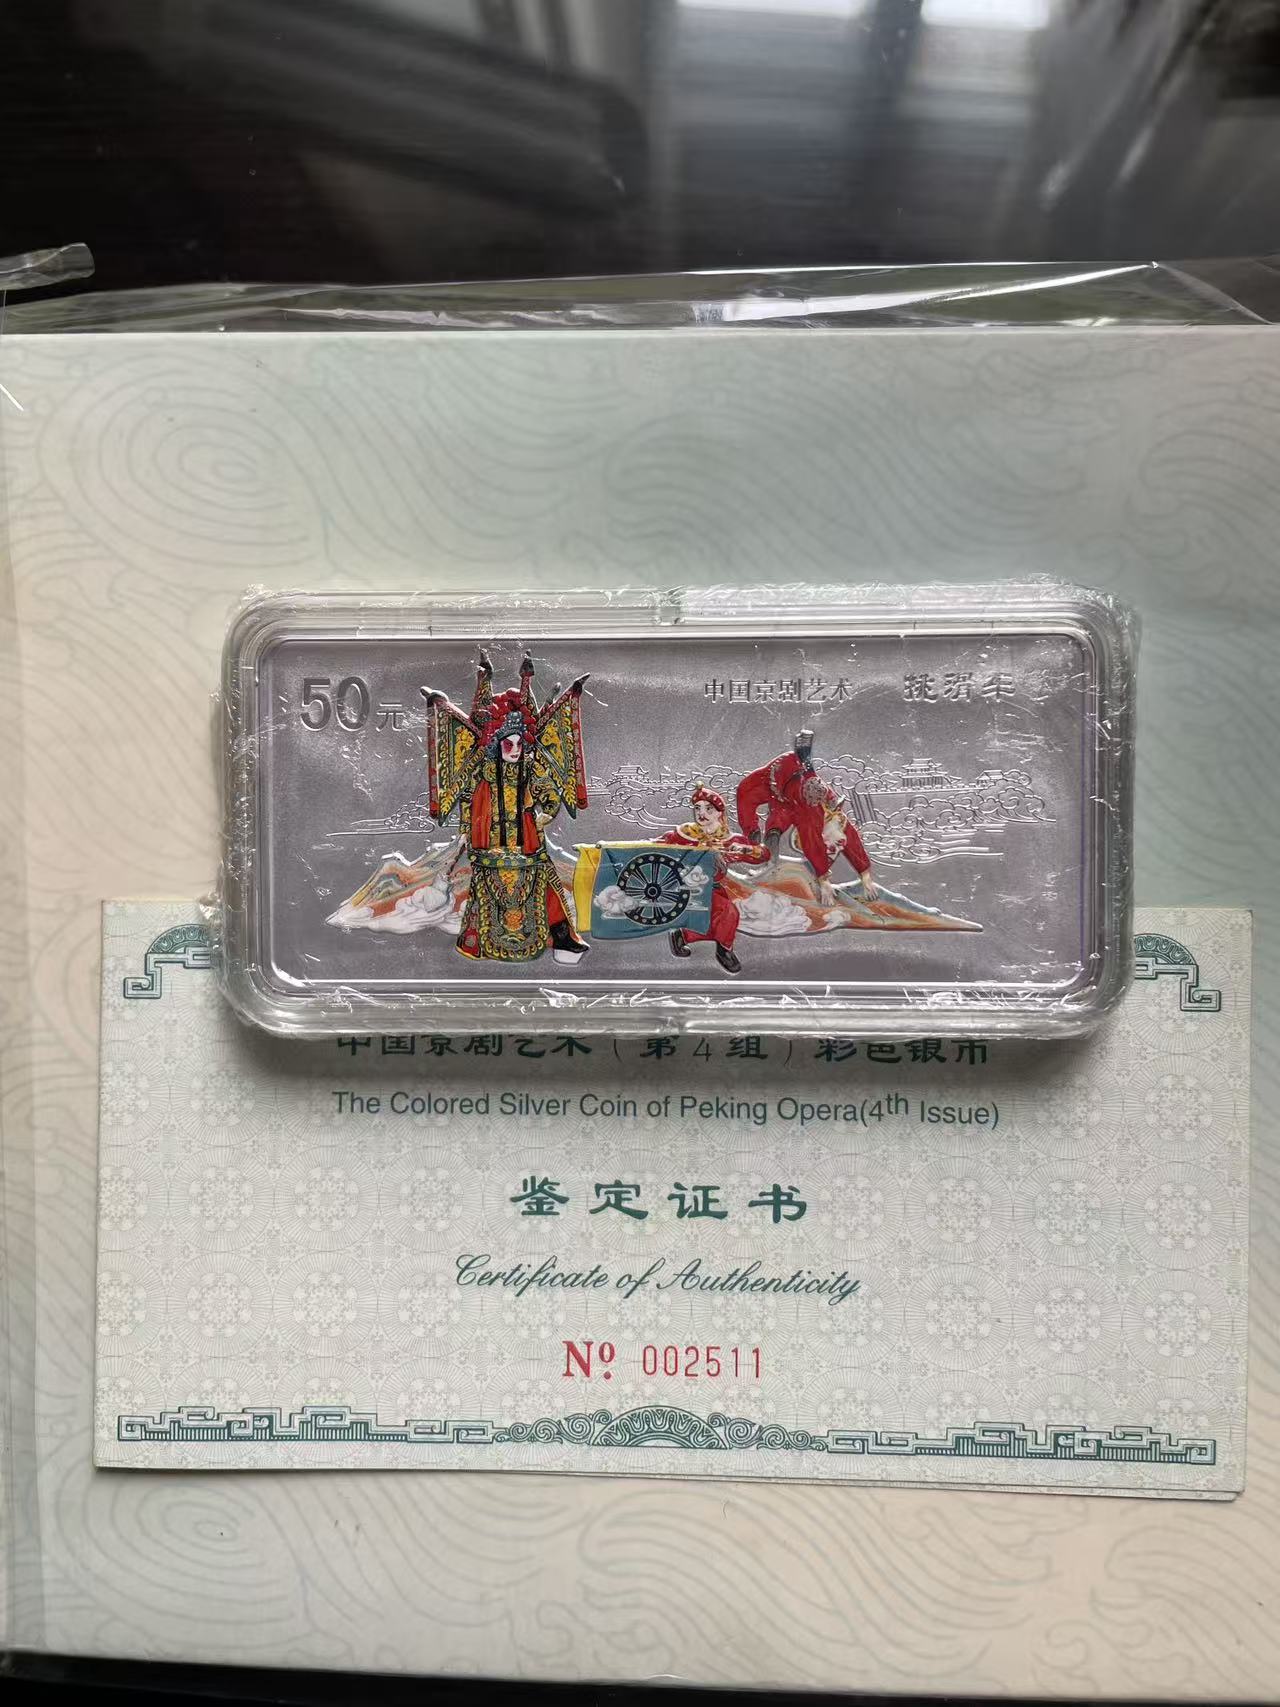 50元
中国京剧艺术 挑滑车
中国京剧艺术（第4组）彩色银币
The Colored Silver Coin of Peking Opera(4th Issue)
鉴定证书
Certificate of Authenticity
Nº. 002511